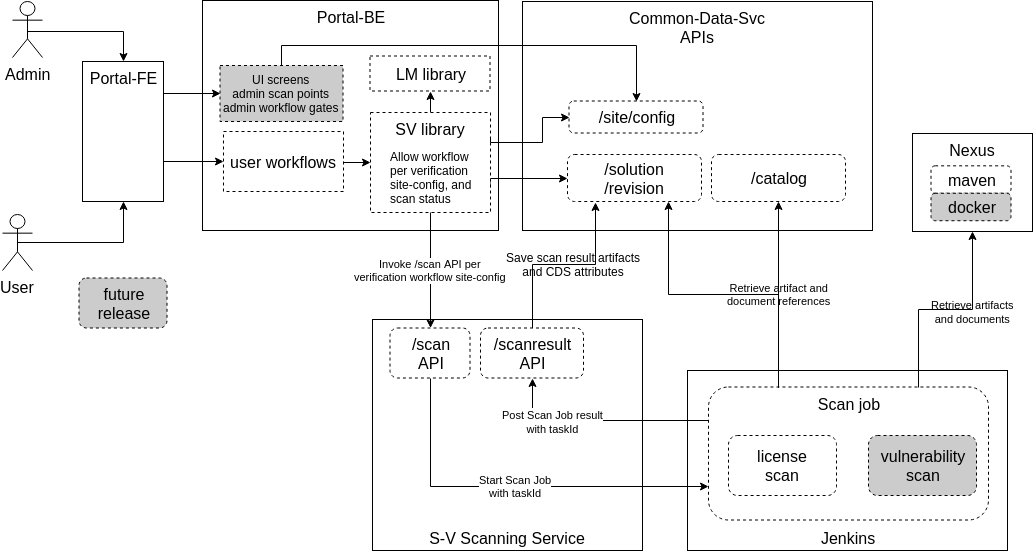 Admin
Portal-FE
User
future
release
Portal-BE
UI screens
admin scan points
admin workflow gates
user workflows
LM library
SV library
Allow workflow
per verification
site-config, and
scan status
Common-Data-Svc
APIs
/site/config
/solution
/revision
/catalog
Nexus
maven
docker
Invoke /scan API per
verification workflow site-config
Save scan result artifacts
and CDS attributes
Retrieve artifact and
document references
Retrieve artifacts
and documents
/scan
API
/scanresult
API
Post Scan Job result
with taskId
Start Scan Job
with taskId
S-V Scanning Service
Scan job
license
scan
vulnerability
scan
Jenkins